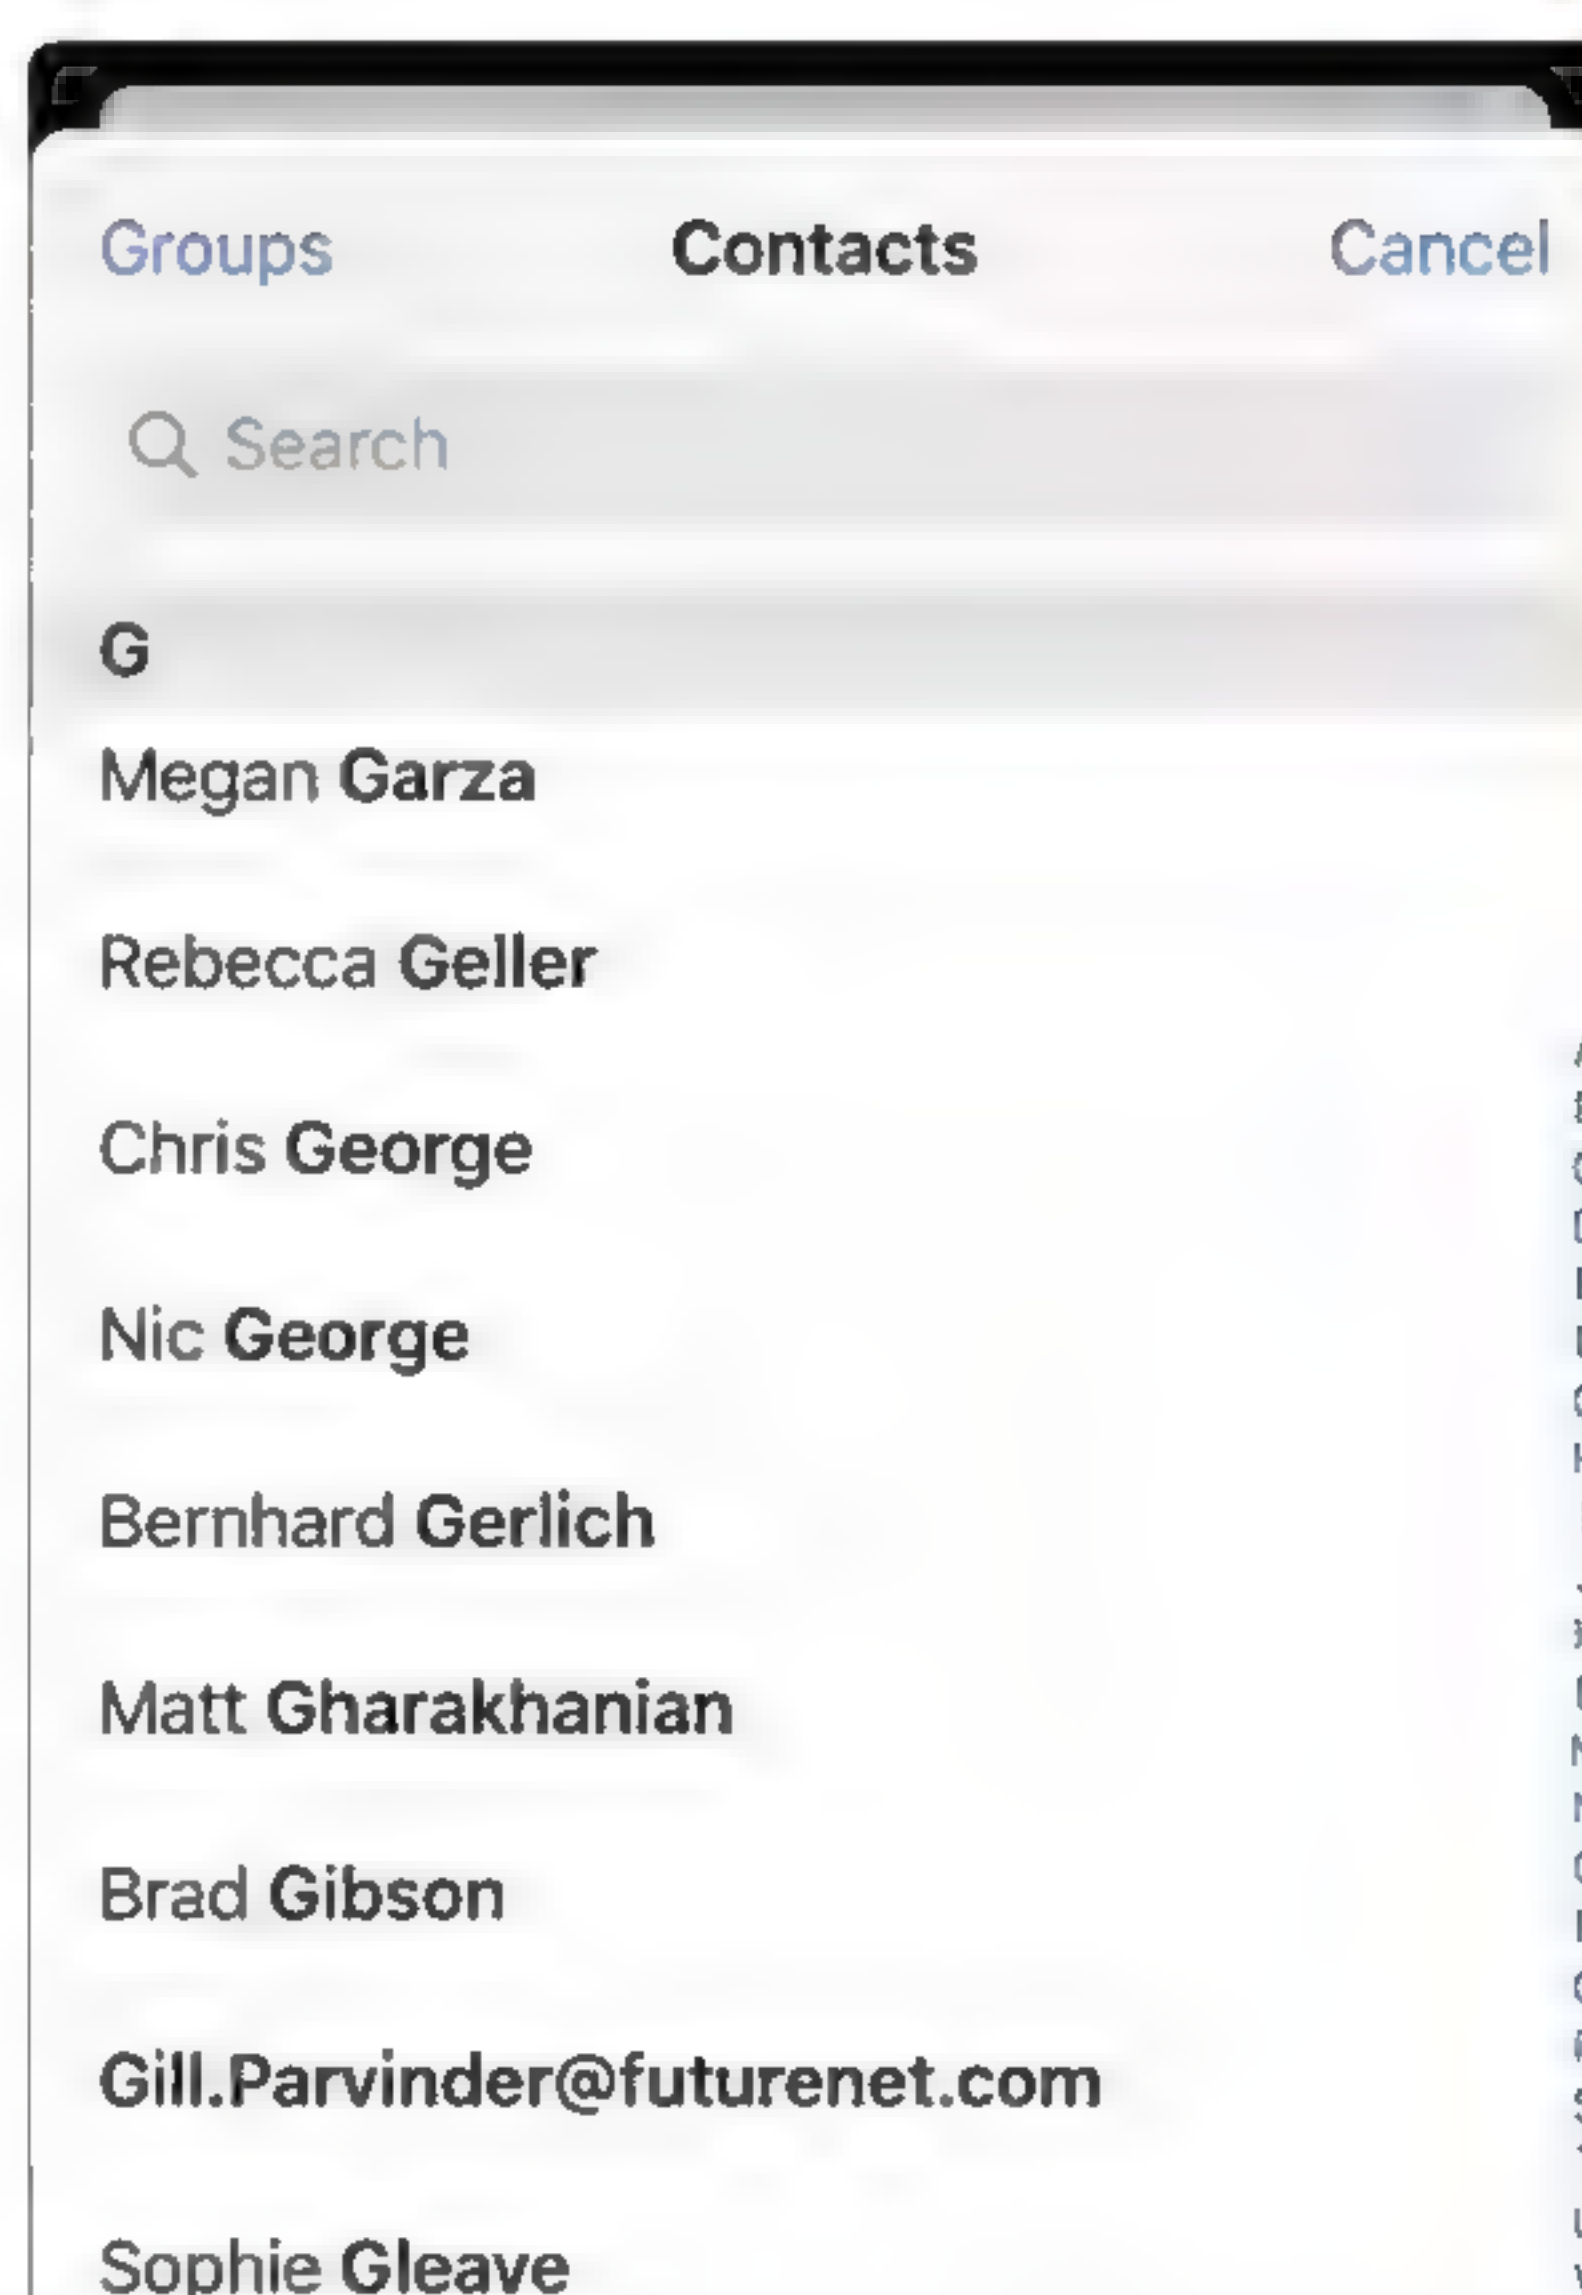 Groups Contacts Cancel
Search
G
Megan Garza
Rebecca Geller
Chris George
Nic George
Bernhard Gerlich
Matt Gharakhanian
Brad Gibson
Gill.Parvinder@futurenet.com
Sophie Gleave